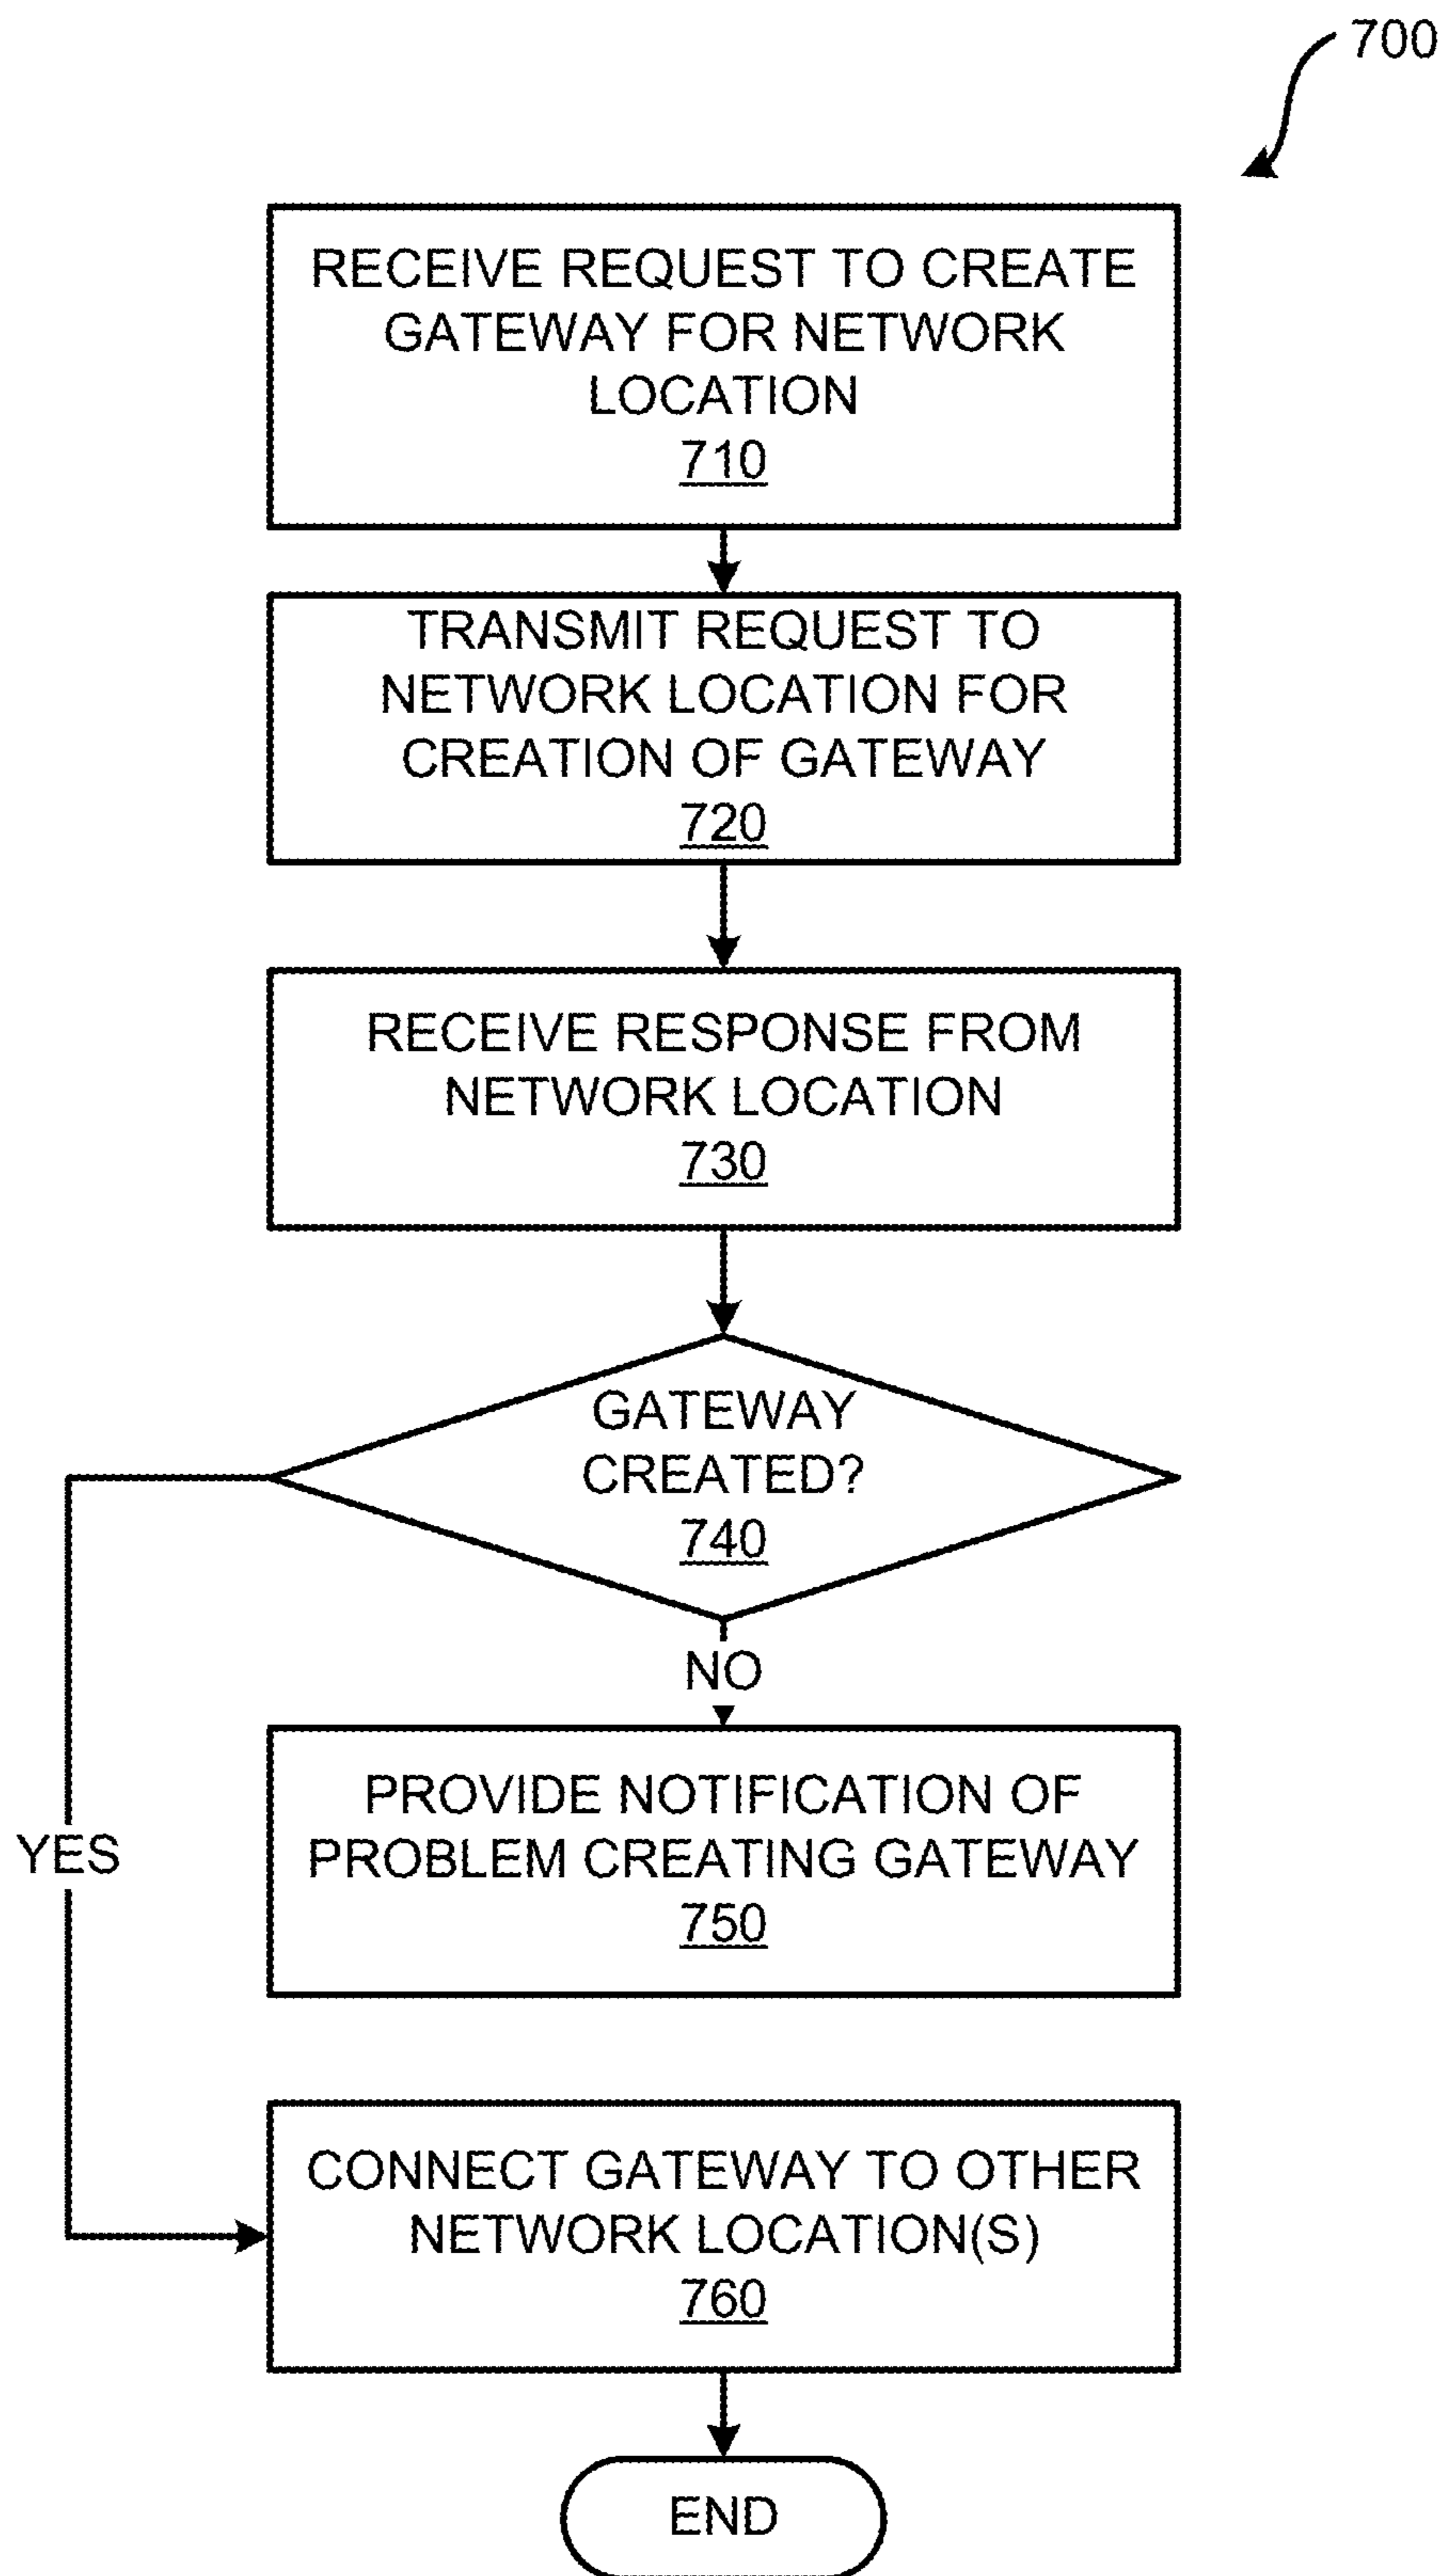 700
RECEIVE REQUEST TO CREATE
GATEWAY FOR NETWORK
LOCATION
710
TRANSMIT REQUEST TO
NETWORK LOCATION FOR
CREATION OF GATEWAY
720
RECEIVE RESPONSE FROM
NETWORK LOCATION
730
GATEWAY
CREATED?
740
NO
PROVIDE NOTIFICATION OF
PROBLEM CREATING GATEWAY
750
YES
CONNECT GATEWAY TO OTHER
NETWORK LOCATION(S)
760
END